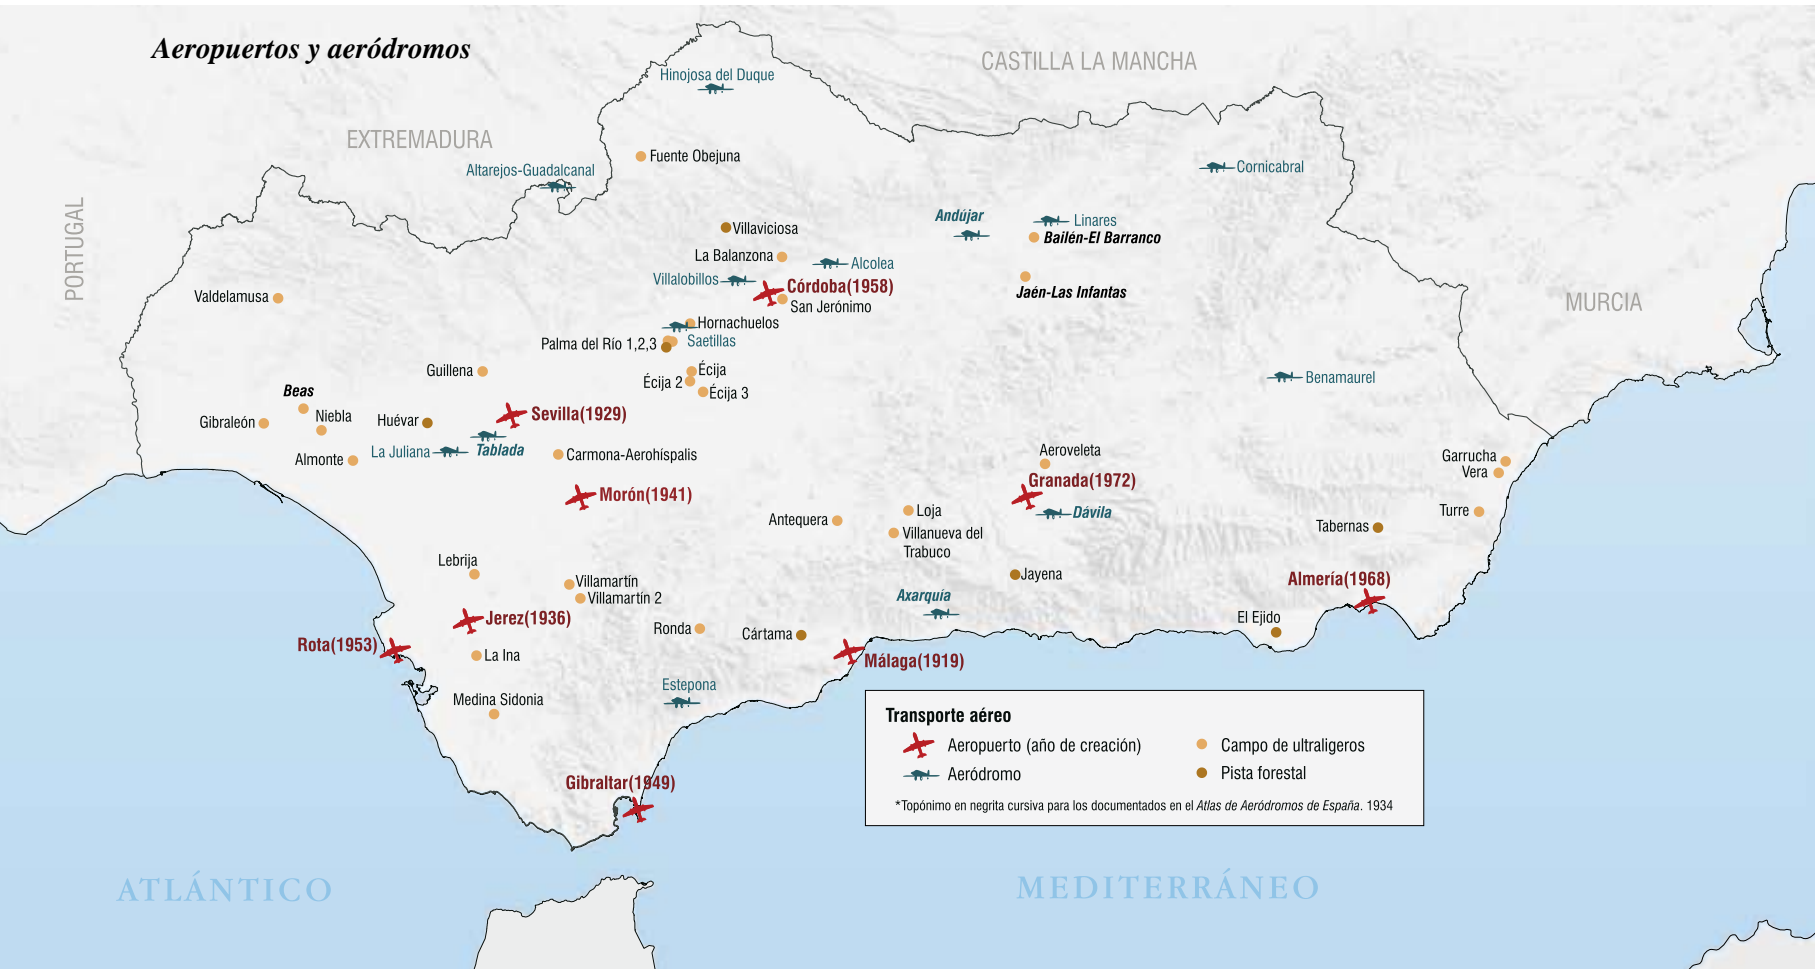 Aeropuertos y aeródromos
CASTILLA LA MANCHA
Hinojosa del Duque
EXTREMADURA
Fuente Obejuna
Altarejos-Guadalcanal
Cornicabral
PORTUGAL
Andújar
Linares
Villaviciosa
Bailén-El Barranco
La Balanzona
Alcolea
Villalobillos
Córdoba(1958)
Jaén-Las Infantas
Valdelamusa
San Jerónimo
MURCIA
Hornachuelos
Palma del Río 1,2,3
Saetillas
Guillena
Écija
Écija 2
Écija 3
Benamaurel
Beas
Niebla
Gibraleón
Huévar
Sevilla(1929)
La Juliana
Tablada
Almonte
Carmona-Aerohíspalis
Aeroveleta
Garrucha
Vera
Granada(1972)
Morón(1941)
Antequera
Loja
Dávila
Turre
Tabernas
Villanueva del
Trabuco
Lebrija
Jayena
Villamartín
Villamartín 2
Almería(1968)
Axarquía
Jerez(1936)
El Ejido
Ronda
Cártama
Rota(1953)
La Ina
Málaga(1919)
Estepona
Medina Sidonia
Gibraltar(1949)
Transporte aéreo
Aeropuerto (año de creación)
Campo de ultraligeros
Aeródromo
Pista forestal
*Topónimo en negrita cursiva para los documentados en el Atlas de Aeródromos de España. 1934
ATLÁNTICO
MEDITERRÁNEO